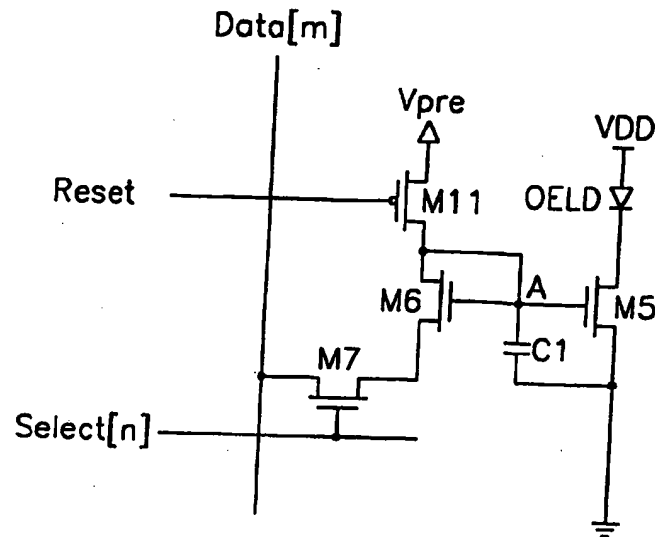 Data[m]
Vpre
VDD
Reset
M11
OELD
M6
A
M5
M7
C1
Select[n]